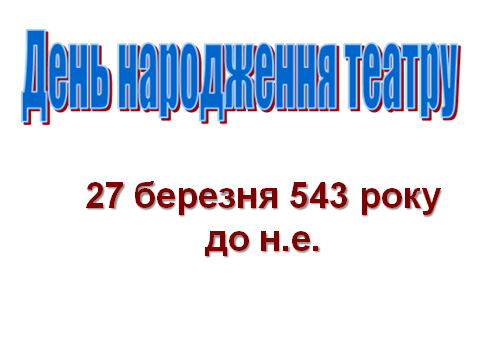 День народження театру
27 березня 543 року
до н.е.